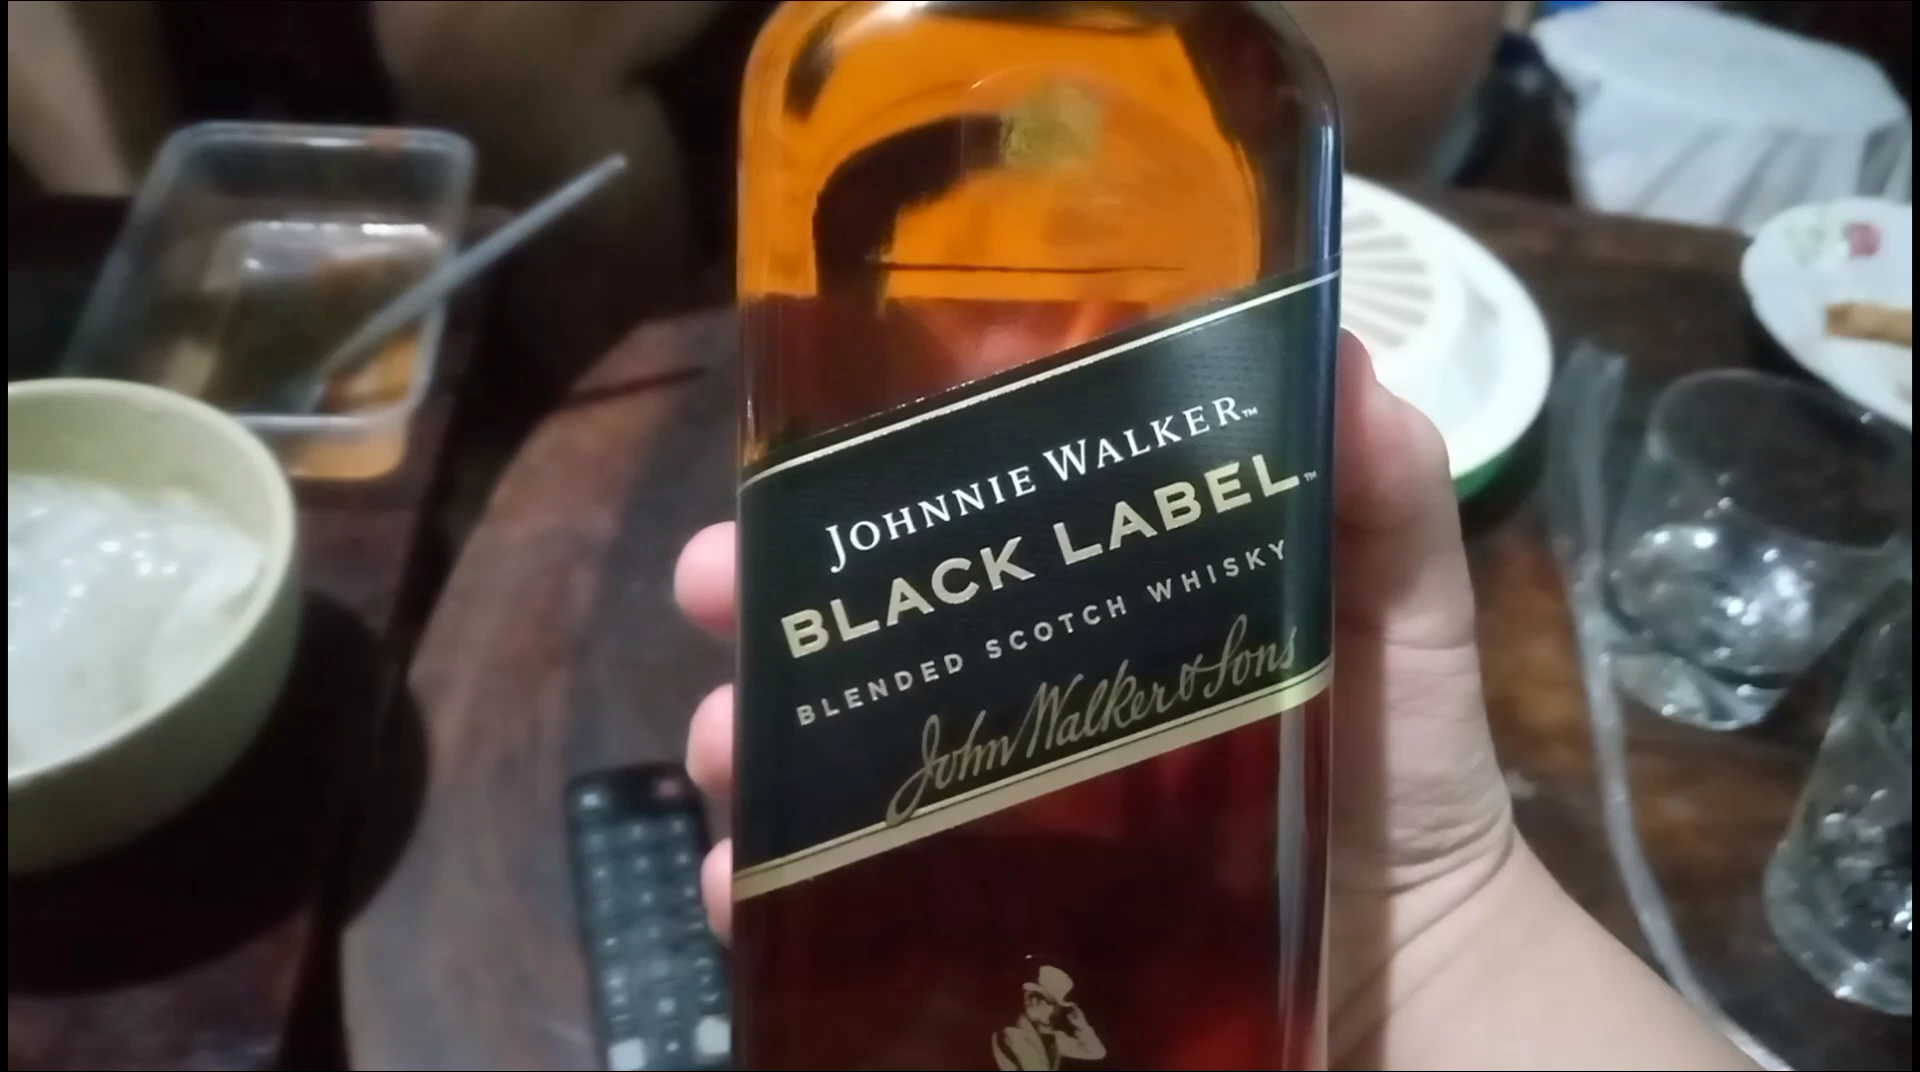 JOHNNIE WALKER™
BLACK LABEL™
BLENDED SCOTCH WHISKY
John Walker & Sons